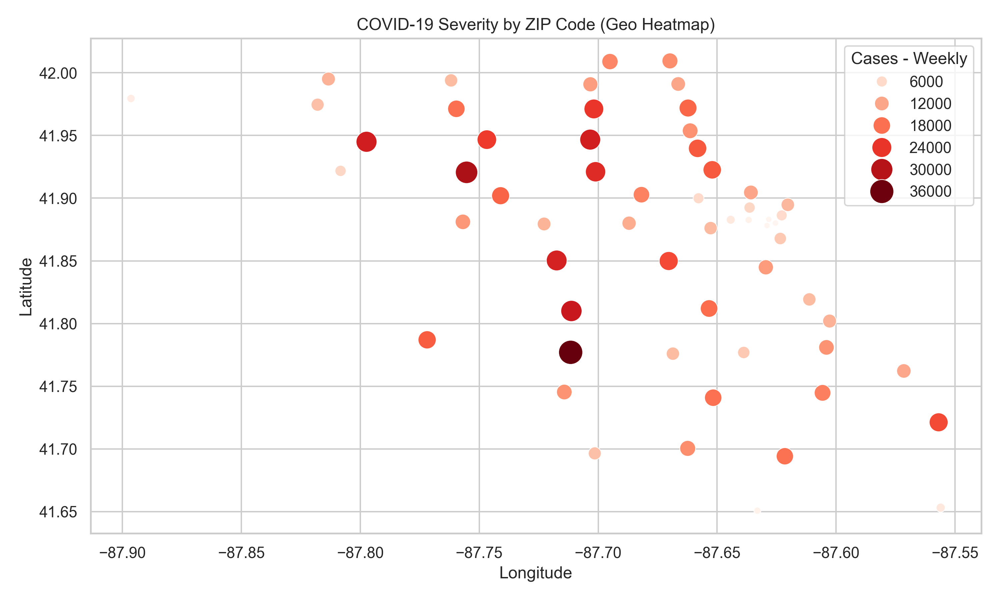 COVID-19 Severity by ZIP Code (Geo Heatmap)
Cases - Weekly
6000
12000
18000
24000
30000
36000
Latitude
42.00
41.95
41.90
41.85
41.80
41.75
41.70
41.65
−87.90 −87.85 −87.80 −87.75 −87.70 −87.65 −87.60 −87.55
Longitude